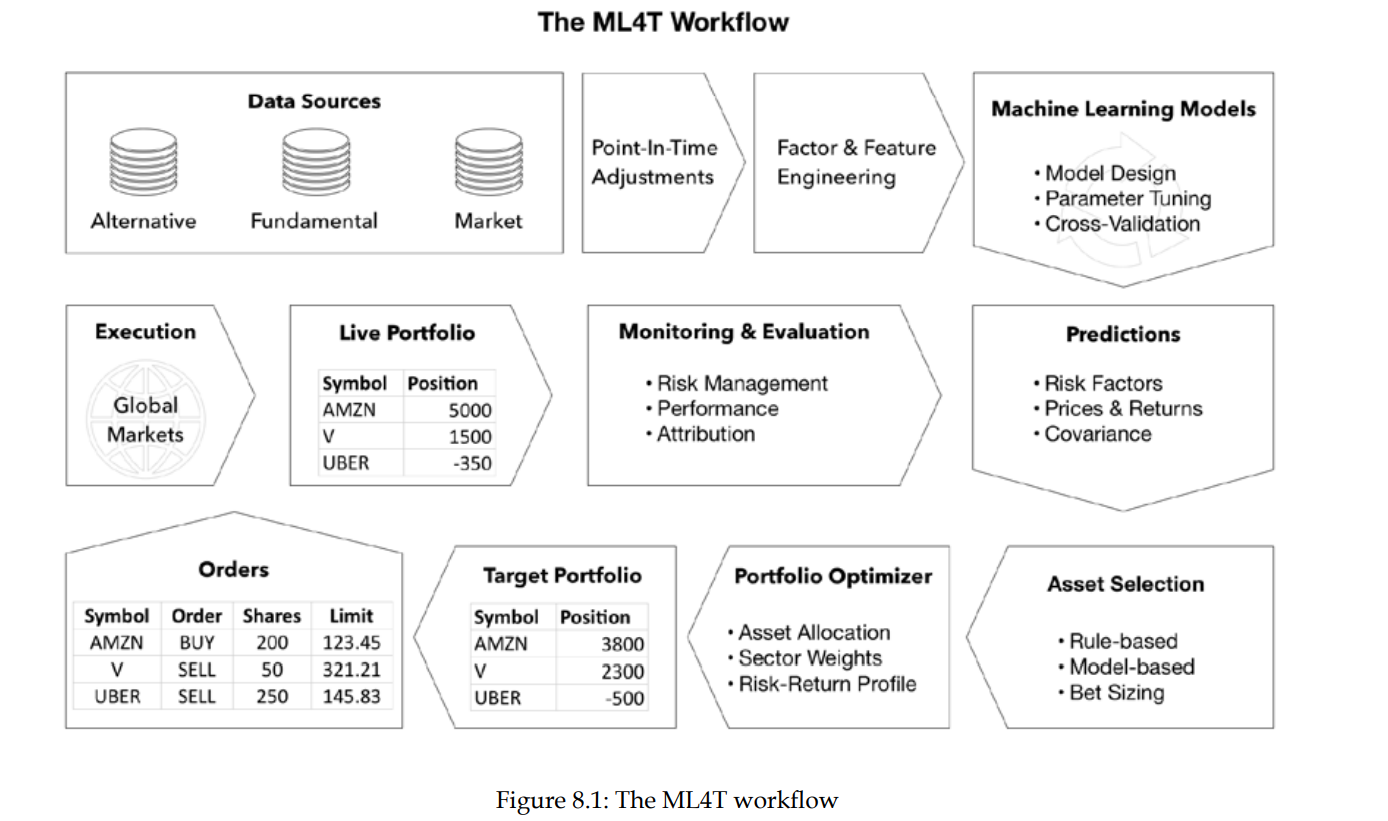 The ML4T Workflow
Data Sources
Alternative
Fundamental
Market
Point-In-Time
Adjustments
Factor & Feature
Engineering
Machine Learning Models
• Model Design
• Parameter Tuning
• Cross-Validation
Execution
Global
Markets
Live Portfolio
Symbol Position
AMZN 5000
V 1500
UBER -350
Monitoring & Evaluation
• Risk Management
• Performance
• Attribution
Predictions
• Risk Factors
• Prices & Returns
• Covariance
Orders
Symbol Order Shares Limit
AMZN BUY 200 123.45
V SELL 50 321.21
UBER SELL 250 145.83
Target Portfolio
Symbol Position
AMZN 3800
V 2300
UBER -500
Portfolio Optimizer
• Asset Allocation
• Sector Weights
• Risk-Return Profile
Asset Selection
• Rule-based
• Model-based
• Bet Sizing
Figure 8.1: The ML4T workflow